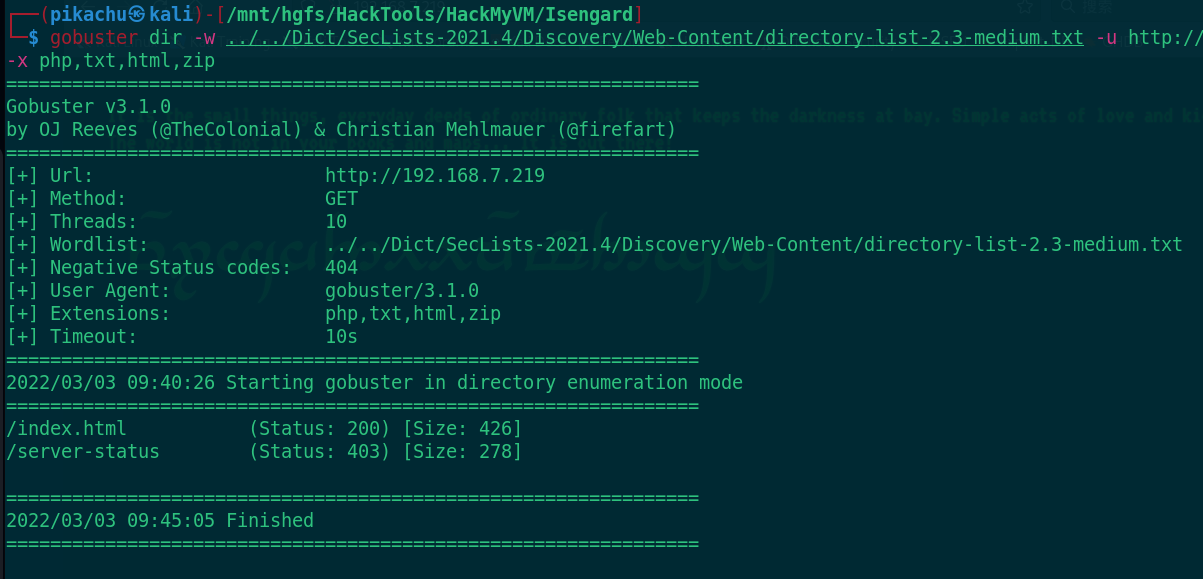 ┌──(pikachu㉿kali)-[/mnt/hgfs/HackTools/HackMyVM/Isengard]
└─$ gobuster dir -w ../../Dict/SecLists-2021.4/Discovery/Web-Content/directory-list-2.3-medium.txt -u http://
-x php,txt,html,zip
===============================================================
Gobuster v3.1.0
by OJ Reeves (@TheColonial) & Christian Mehlmauer (@firefart)
===============================================================
[+] Url:                     http://192.168.7.219
[+] Method:                  GET
[+] Threads:                 10
[+] Wordlist:                ../../Dict/SecLists-2021.4/Discovery/Web-Content/directory-list-2.3-medium.txt
[+] Negative Status codes:   404
[+] User Agent:              gobuster/3.1.0
[+] Extensions:              php,txt,html,zip
[+] Timeout:                 10s
===============================================================
2022/03/03 09:40:26 Starting gobuster in directory enumeration mode
===============================================================
/index.html           (Status: 200) [Size: 426]
/server-status        (Status: 403) [Size: 278]
===============================================================
2022/03/03 09:45:05 Finished
===============================================================